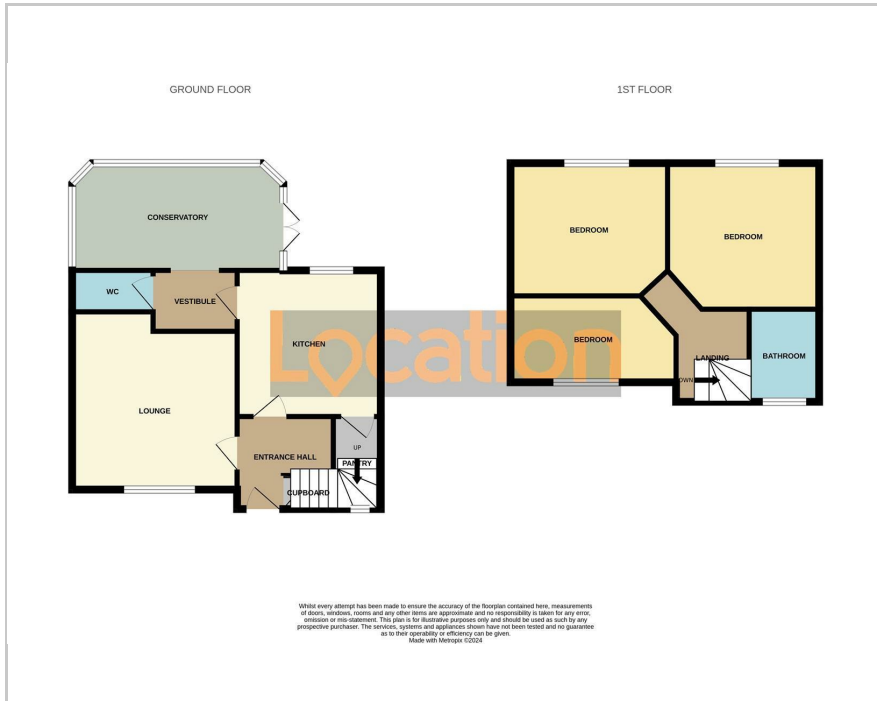 GROUND FLOOR
1ST FLOOR
CONSERVATORY
WC
VESTIBULE
KITCHEN
LOUNGE
ENTRANCE HALL
UP
PANTRY
CUPBOARD
BEDROOM
BEDROOM
BEDROOM
LANDING
DOWN
BATHROOM
Location
Whilst every attempt has been made to ensure the accuracy of the floorplan contained here, measurements
of doors, windows, rooms and any other items are approximate and no responsibility is taken for any error,
omission or mis-statement. This plan is for illustrative purposes only and should be used as such by any
prospective purchaser. The services, systems and appliances shown have not been tested and no guarantee
as to their operability or efficiency can be given.
Made with Metropix ©2024